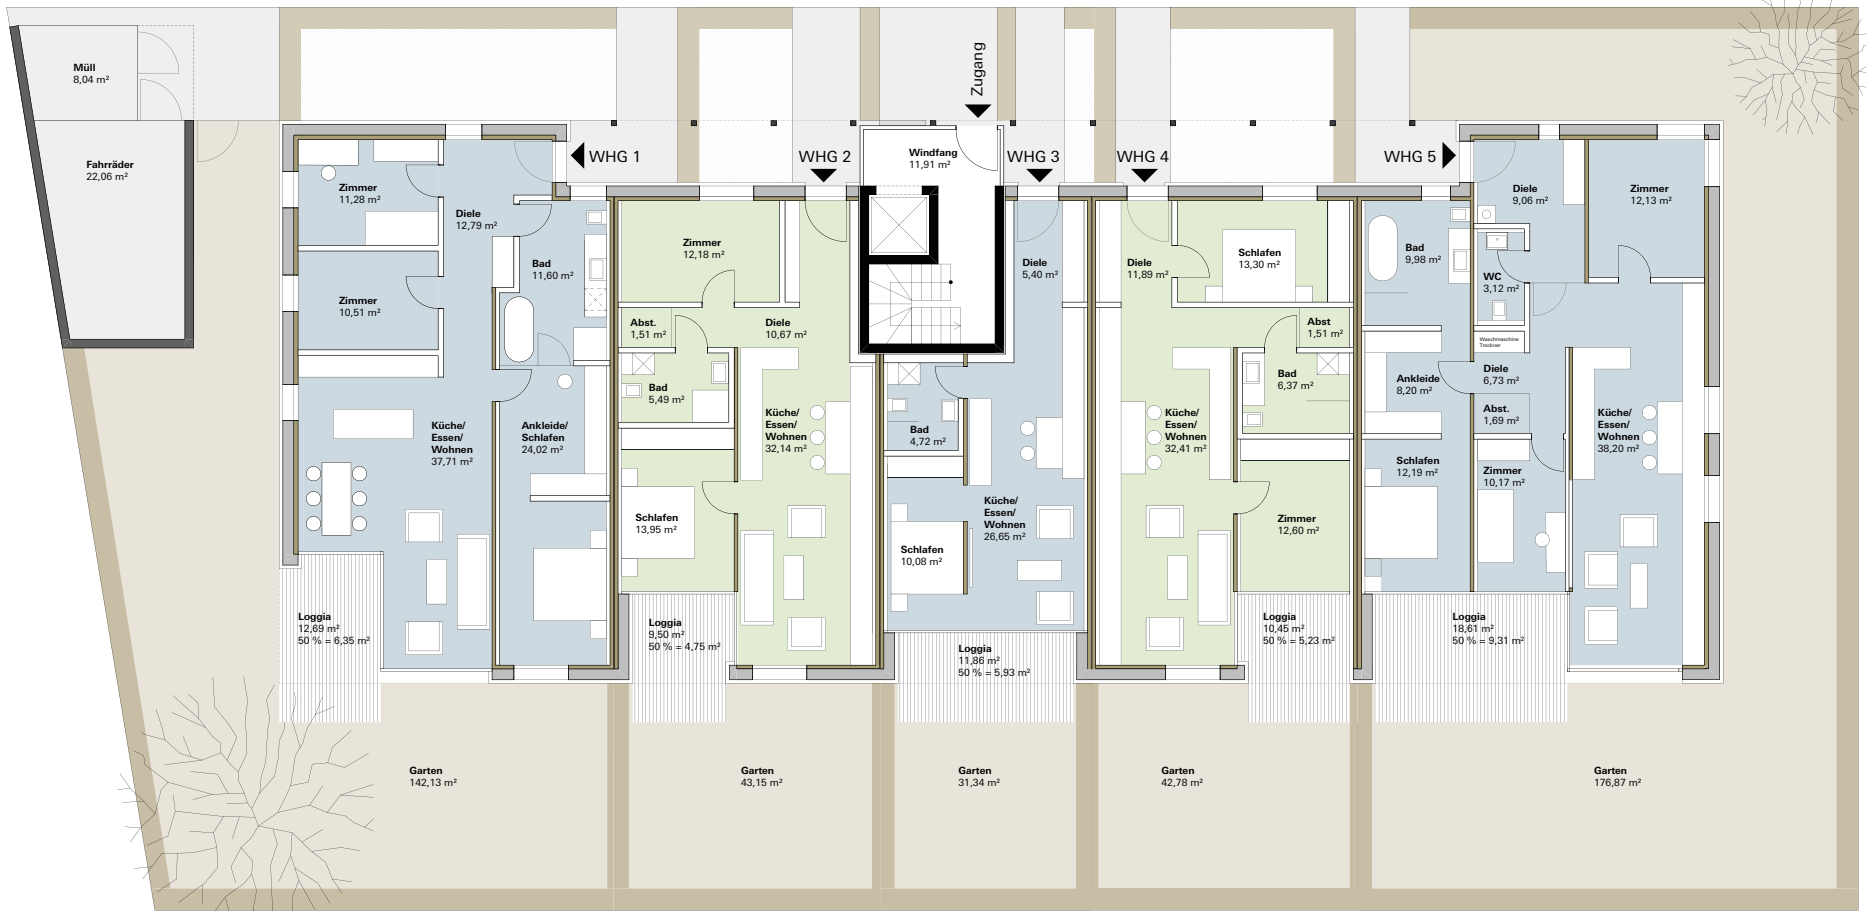 Müll
8,04 m²
Fahrräder
22,06 m²
Zugang
WHG 1
WHG 2
Windfang
11,91 m²
WHG 3
WHG 4
WHG 5
Zimmer
11,28 m²
Diele
12,79 m²
Zimmer
10,51 m²
Bad
11,60 m²
Küche/
Essen/
Wohnen
37,71 m²
Ankleide/
Schlafen
24,02 m²
Loggia
12,69 m²
50 % = 6,35 m²
Zimmer
12,18 m²
Abst.
1,51 m²
Diele
10,67 m²
Bad
5,49 m²
Küche/
Essen/
Wohnen
32,14 m²
Schlafen
13,95 m²
Loggia
9,50 m²
50 % = 4,75 m²
Diele
5,40 m²
Bad
4,72 m²
Küche/
Essen/
Wohnen
26,65 m²
Schlafen
10,08 m²
Loggia
11,86 m²
50 % = 5,93 m²
Diele
11,89 m²
Schlafen
13,30 m²
Abst
1,51 m²
Bad
6,37 m²
Küche/
Essen/
Wohnen
32,41 m²
Zimmer
12,60 m²
Loggia
10,45 m²
50 % = 5,23 m²
Diele
9,06 m²
Zimmer
12,13 m²
Bad
9,98 m²
WC
3,12 m²
Waschmaschine
Trockner
Ankleide
8,20 m²
Diele
6,73 m²
Abst.
1,69 m²
Küche/
Essen/
Wohnen
38,20 m²
Schlafen
12,19 m²
Zimmer
10,17 m²
Loggia
18,61 m²
50 % = 9,31 m²
Garten
142,13 m²
Garten
43,15 m²
Garten
31,34 m²
Garten
42,78 m²
Garten
176,87 m²